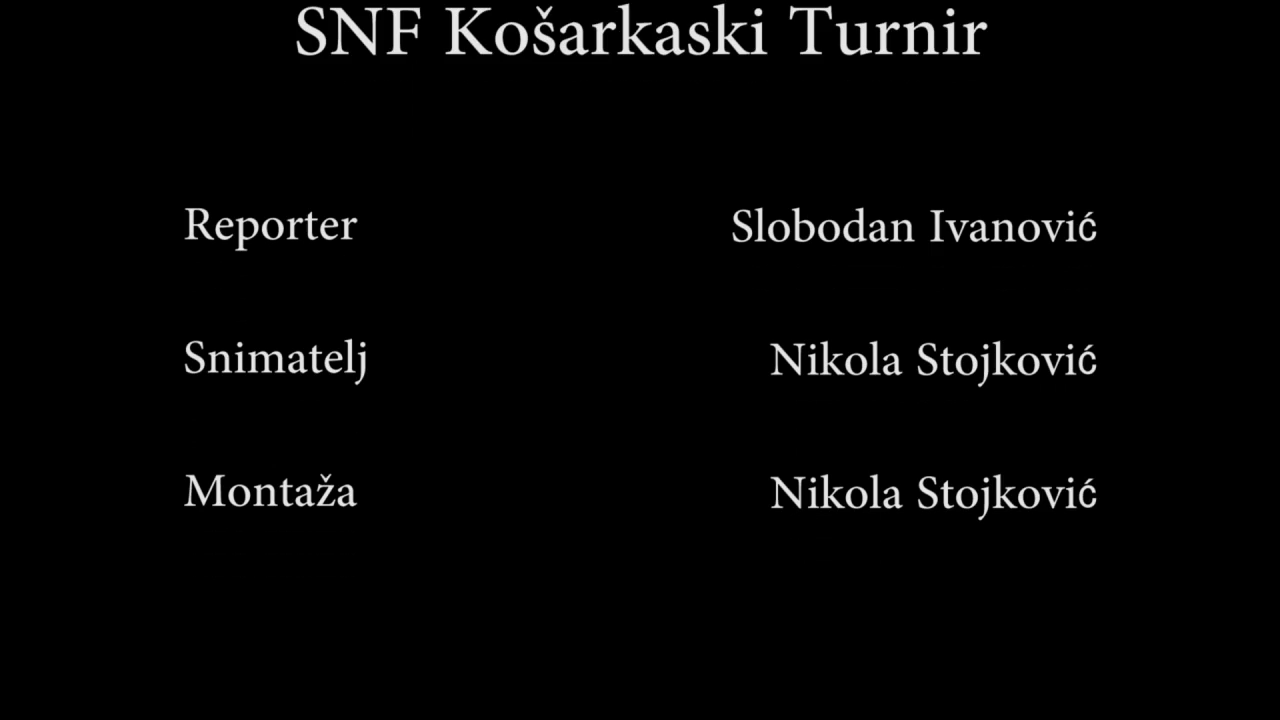 SNF Košarkaski Turnir
Reporter Slobodan Ivanović
Snimatelj Nikola Stojković
Montaža Nikola Stojković